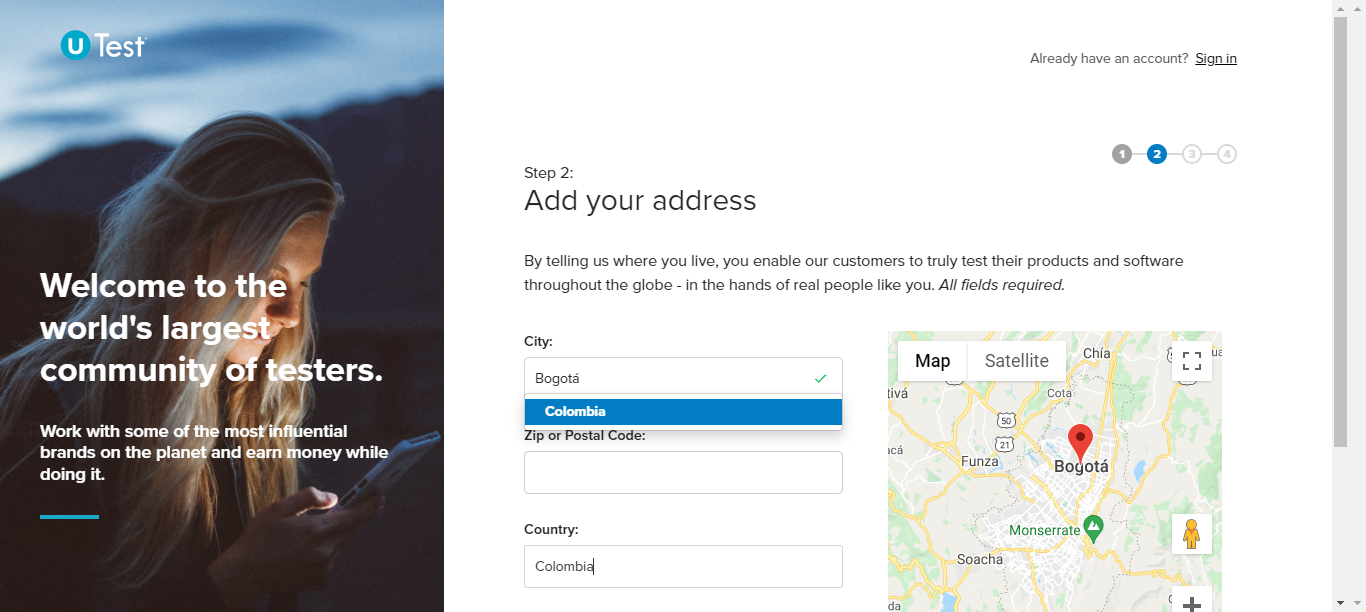 U Test
Already have an account? Sign in
1 2 3 4
Step 2:
Add your address
By telling us where you live, you enable our customers to truly test their products and software
throughout the globe - in the hands of real people like you. All fields required.
Welcome to the
world's largest
community of testers.
Work with some of the most influential
brands on the planet and earn money while
doing it.
City:
Bogotá
Colombia
Zip or Postal Code:
Country:
Colombia
Map Satellite
Chía
Cota
50
21
Funza
Bogotá
Monserrate
Soacha